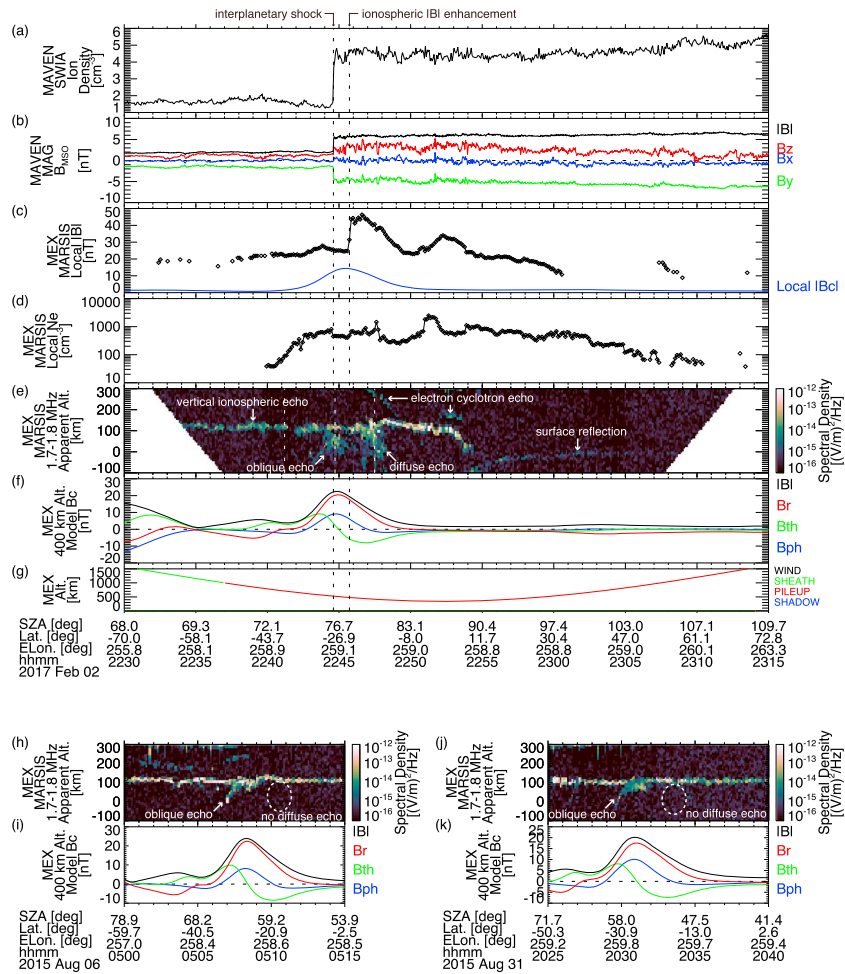 interplanetary shock
ionospheric |B| enhancement
(a)
MAVEN
SWIA
Ion
Density
[cm-3]
6
5
4
3
2
1
(b)
MAVEN
MAG
BMSO
[nT]
10
5
0
-5
-10
|B|
Bz
Bx
By
(c)
MEX
MARSIS
Local |B|
[nT]
50
40
30
20
10
0
Local |Bc|
(d)
MEX
MARSIS
Local Ne
[cm-3]
10000
1000
100
10
(e)
MEX
MARSIS
1.7-1.8 MHz
Apparent Alt.
[km]
300
200
100
0
-100
vertical ionospheric echo
electron cyclotron echo
surface reflection
oblique echo
diffuse echo
10-12
10-13
10-14
10-15
10-16
Spectral Density
[(V/m)2/Hz]
(f)
MEX
400 km Alt.
Model Bc
[nT]
30
20
10
0
-10
-20
|B|
Br
Bth
Bph
(g)
MEX
Alt.
[km]
1500
1000
500
0
WIND
SHEATH
PILEUP
SHADOW
SZA [deg] 68.0 69.3 72.1 76.7 83.1 90.4 97.4 103.0 107.1 109.7
Lat. [deg] -70.0 -58.1 -43.7 -26.9 -8.0 11.7 30.4 47.0 61.1 72.8
ELon. [deg] 255.8 258.1 258.9 259.1 259.0 258.8 258.8 259.0 260.1 263.3
hhmm 2230 2235 2240 2245 2250 2255 2300 2305 2310 2315
2017 Feb 02
(h)
MEX
MARSIS
1.7-1.8 MHz
Apparent Alt.
[km]
300
200
100
0
-100
oblique echo
no diffuse echo
10-12
10-13
10-14
10-15
10-16
Spectral Density
[(V/m)2/Hz]
(i)
MEX
400 km Alt.
Model Bc
[nT]
30
20
10
0
-10
|B|
Br
Bth
Bph
SZA [deg] 78.9 68.2 59.2 53.9
Lat. [deg] -59.7 -40.5 -20.9 -2.5
ELon. [deg] 257.0 258.4 258.6 258.5
hhmm 0500 0505 0510 0515
2015 Aug 06
(j)
MEX
MARSIS
1.7-1.8 MHz
Apparent Alt.
[km]
300
200
100
0
-100
oblique echo
no diffuse echo
10-12
10-13
10-14
10-15
10-16
Spectral Density
[(V/m)2/Hz]
(k)
MEX
400 km Alt.
Model Bc
[nT]
25
20
15
10
5
0
-5
-10
|B|
Br
Bth
Bph
SZA [deg] 71.7 58.0 47.5 41.4
Lat. [deg] -50.3 -30.9 -13.0 2.6
ELon. [deg] 259.2 259.8 259.7 259.4
hhmm 2025 2030 2035 2040
2015 Aug 31